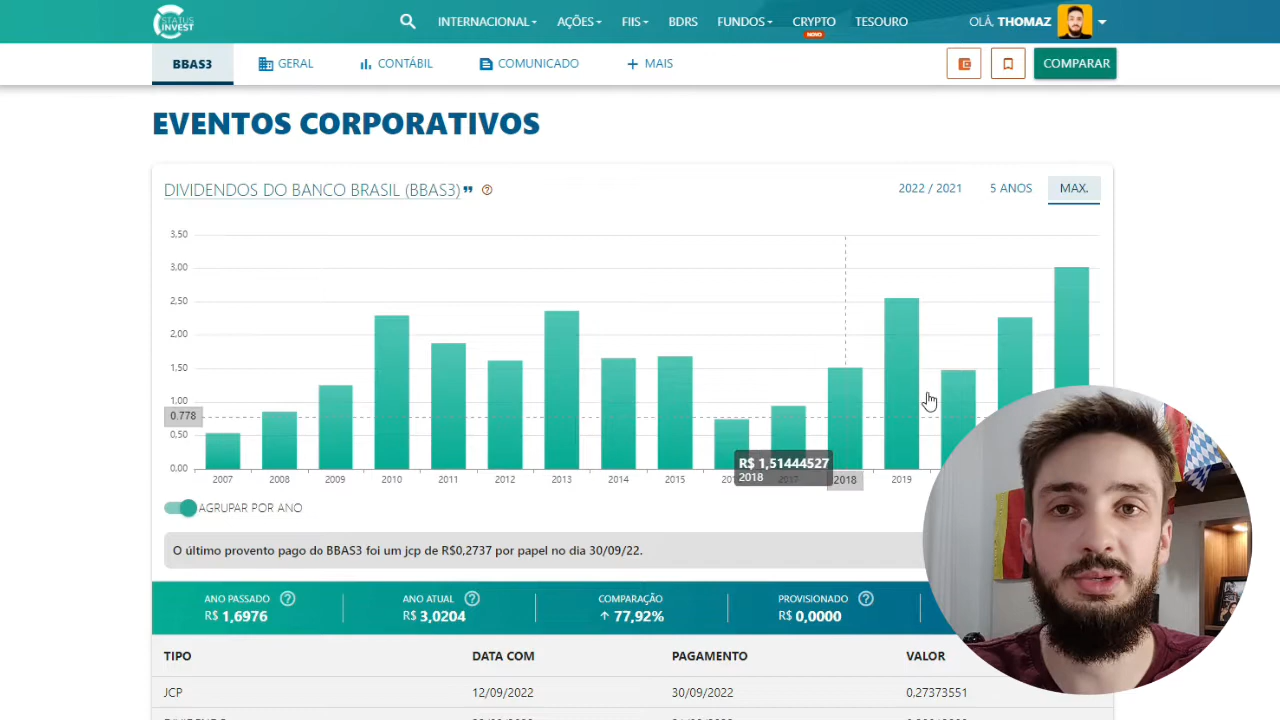 STATUS
INVEST
INTERNACIONAL AÇÕES FIIS BDRS FUNDOS CRYPTO TESOURO OLÁ, THOMAZ
NOVO
BBAS3 GERAL CONTÁBIL COMUNICADO + MAIS COMPARAR
EVENTOS CORPORATIVOS
DIVIDENDOS DO BANCO BRASIL (BBAS3) 2022 / 2021 5 ANOS MAX.
3,50
3.00
2,50
2.00
1,50
1.00
0.778
0,50
0.00
2007 2008 2009 2010 2011 2012 2013 2014 2015 2017 2018 2019
R$ 1,51444527
2018
AGRUPAR POR ANO
O último provento pago do BBAS3 foi um jcp de R$0,2737 por papel no dia 30/09/22.
ANO PASSADO ANO ATUAL COMPARAÇÃO PROVISIONADO
R$ 1,6976 R$ 3,0204 77,92% R$ 0,0000
TIPO DATA COM PAGAMENTO VALOR
JCP 12/09/2022 30/09/2022 0,27373551